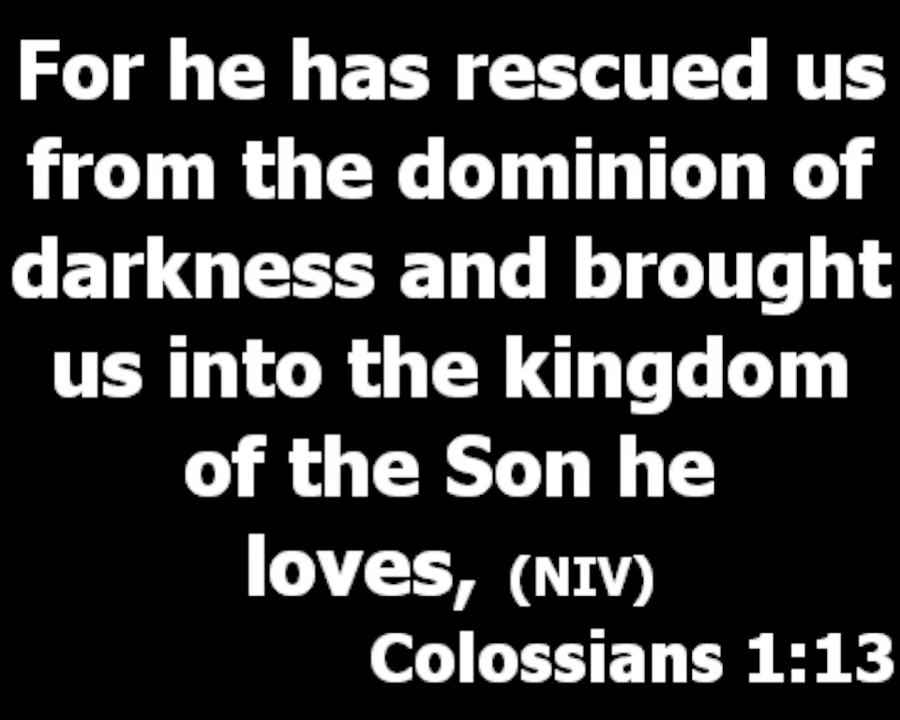 For he has rescued us
from the dominion of
darkness and brought
us into the kingdom
of the Son he
loves, (NIV)
Colossians 1:13